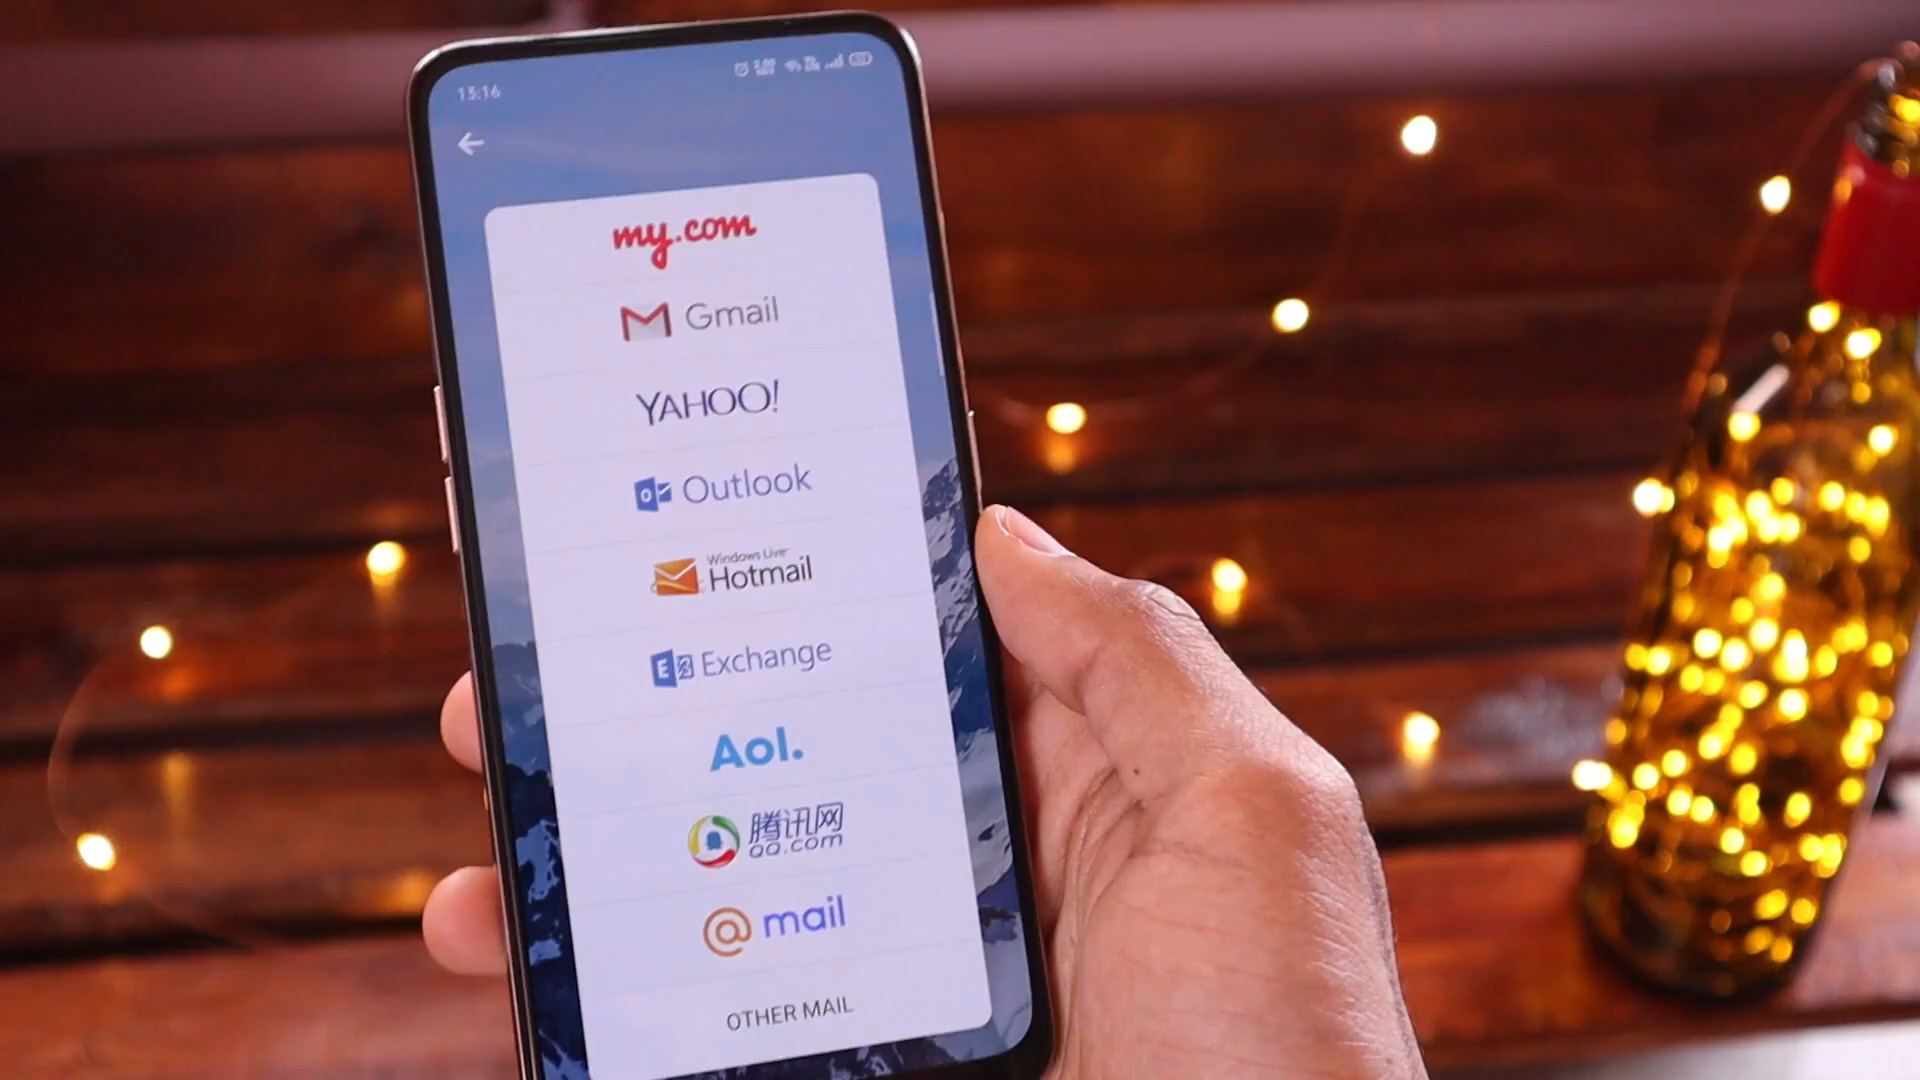 13:16
my.com
Gmail
YAHOO!
Outlook
Windows Live™
Hotmail
Exchange
Aol.
腾讯网
QQ.com
@ mail
OTHER MAIL